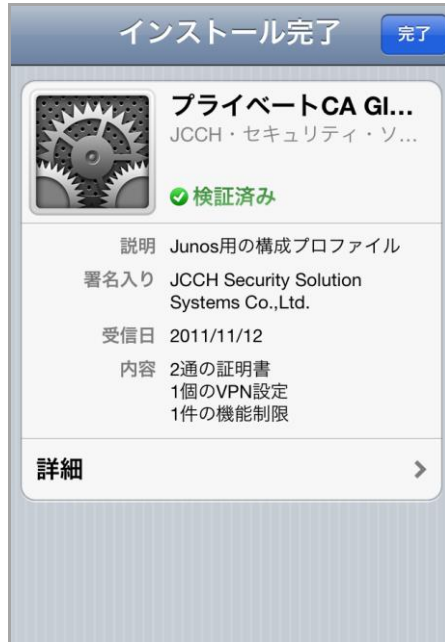 インストール完了
完了
プライベートCA Gl...
JCCH・セキュリティ・ソ...
検証済み
説明 Junos用の構成プロファイル
署名入り JCCH Security Solution
Systems Co.,Ltd.
受信日 2011/11/12
内容 2通の証明書
1個のVPN設定
1件の機能制限
詳細